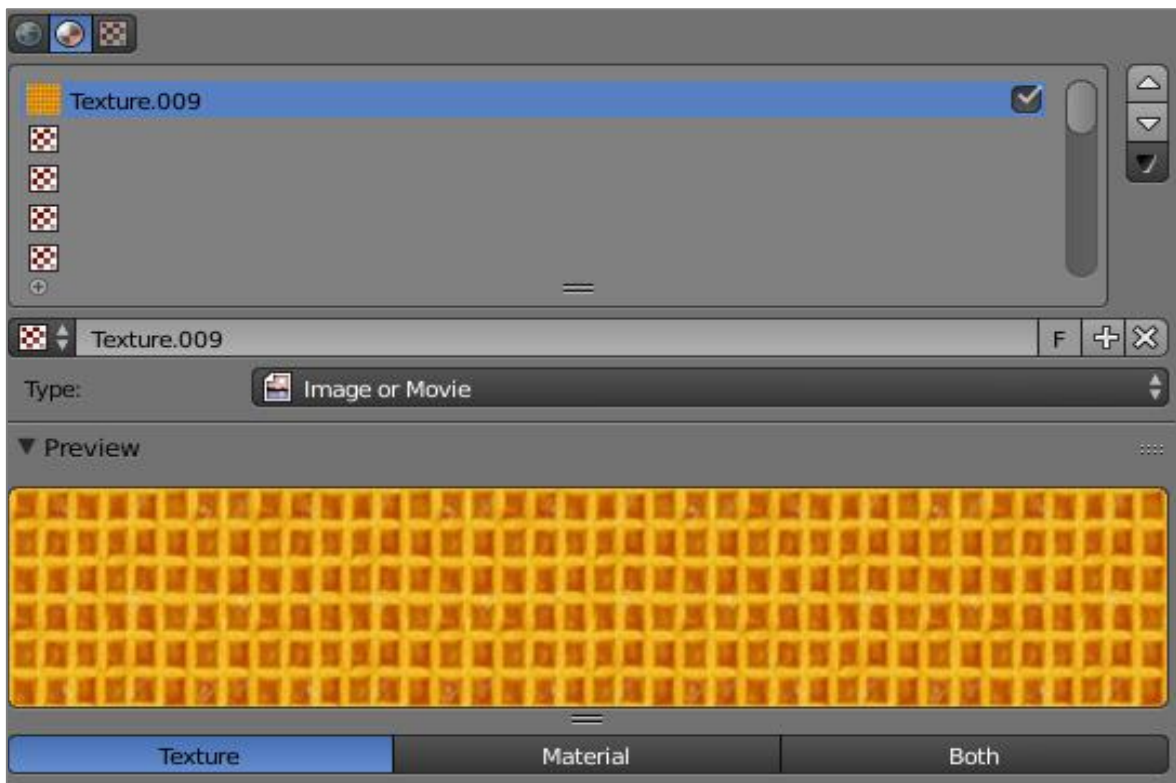 Texture.009
Texture.009 F
Type: Image or Movie
Preview
Texture Material Both